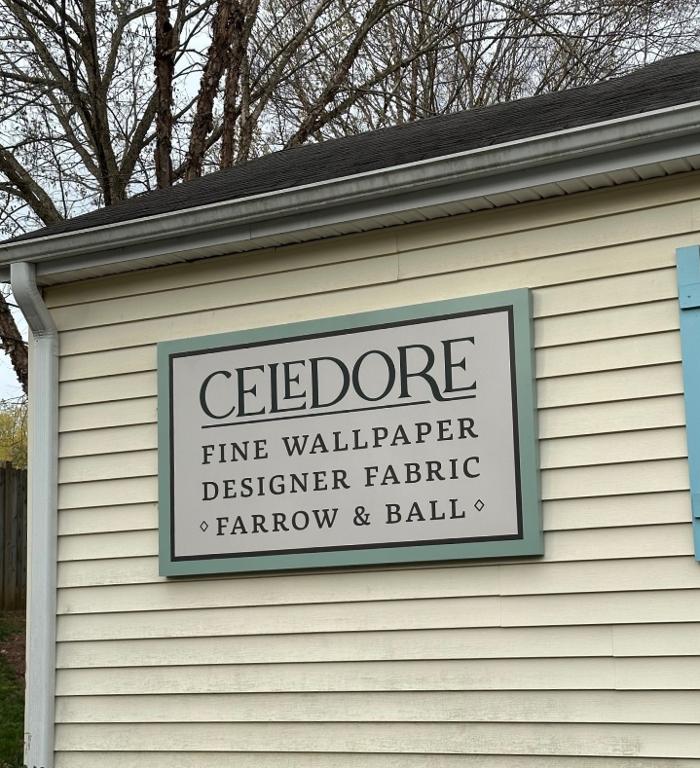 CELEDORE
FINE WALLPAPER
DESIGNER FABRIC
◇ FARROW & BALL ◇